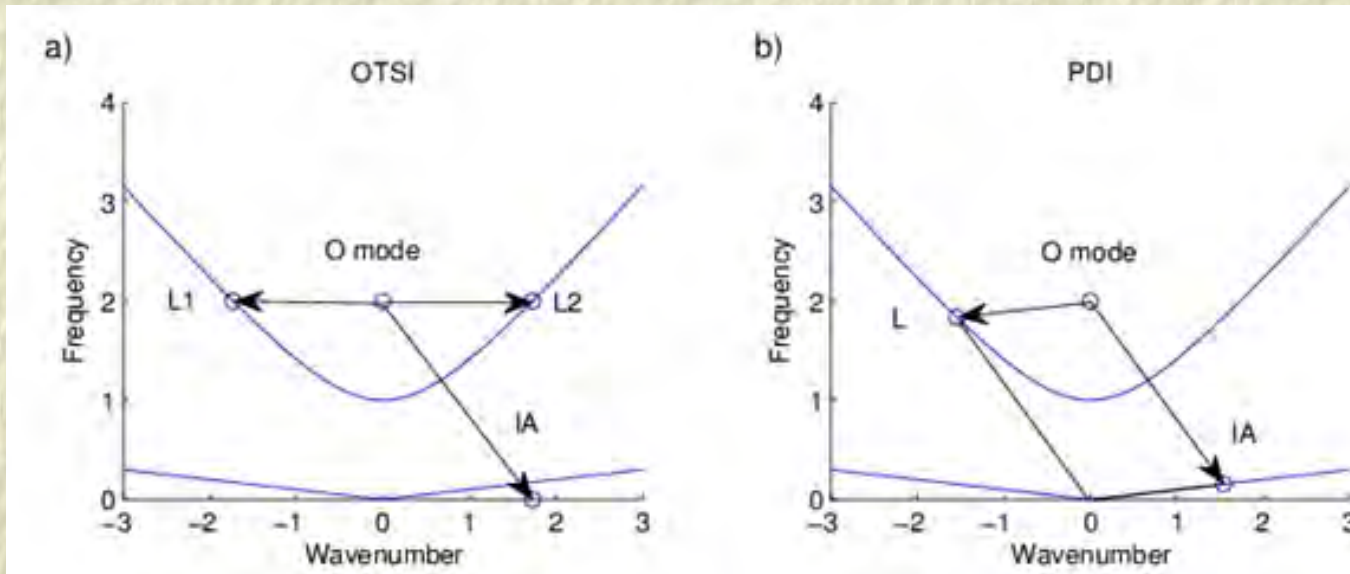 a)
OTSI
4
3
2
1
0
Frequency
O mode
L1
L2
IA
−3 −2 −1 0 1 2 3
Wavenumber
b)
PDI
4
3
2
1
0
Frequency
O mode
L
IA
−3 −2 −1 0 1 2 3
Wavenumber